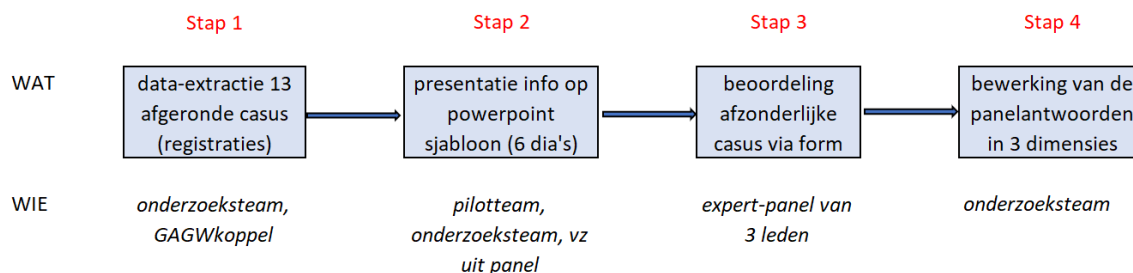 Stap 1
Stap 2
Stap 3
Stap 4
WAT
data-extractie 13
afgeronde casus
(registraties)
presentatie info op
powerpoint
sjabloon (6 dia's)
beoordeling
afzonderlijke
casus via form
bewerking van de
panelantwoorden
in 3 dimensies
WIE
onderzoeksteam,
GAGWkoppel
pilotteam,
onderzoeksteam, vz
uit panel
expert-panel van
3 leden
onderzoeksteam